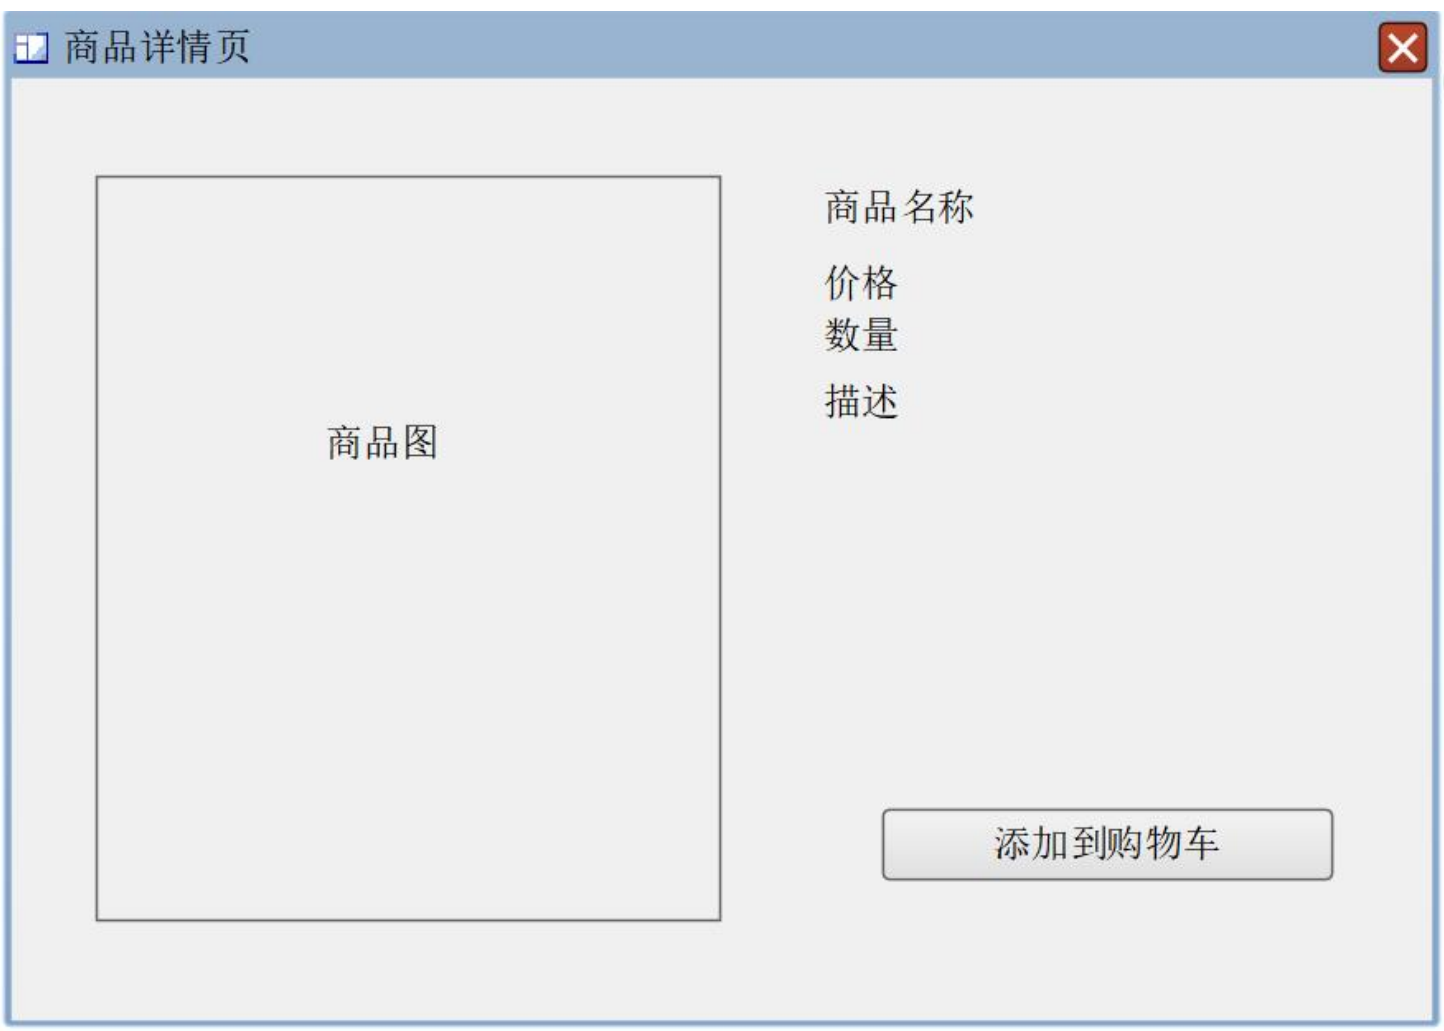 商品详情页
商品图
商品名称
价格
数量
描述
添加到购物车